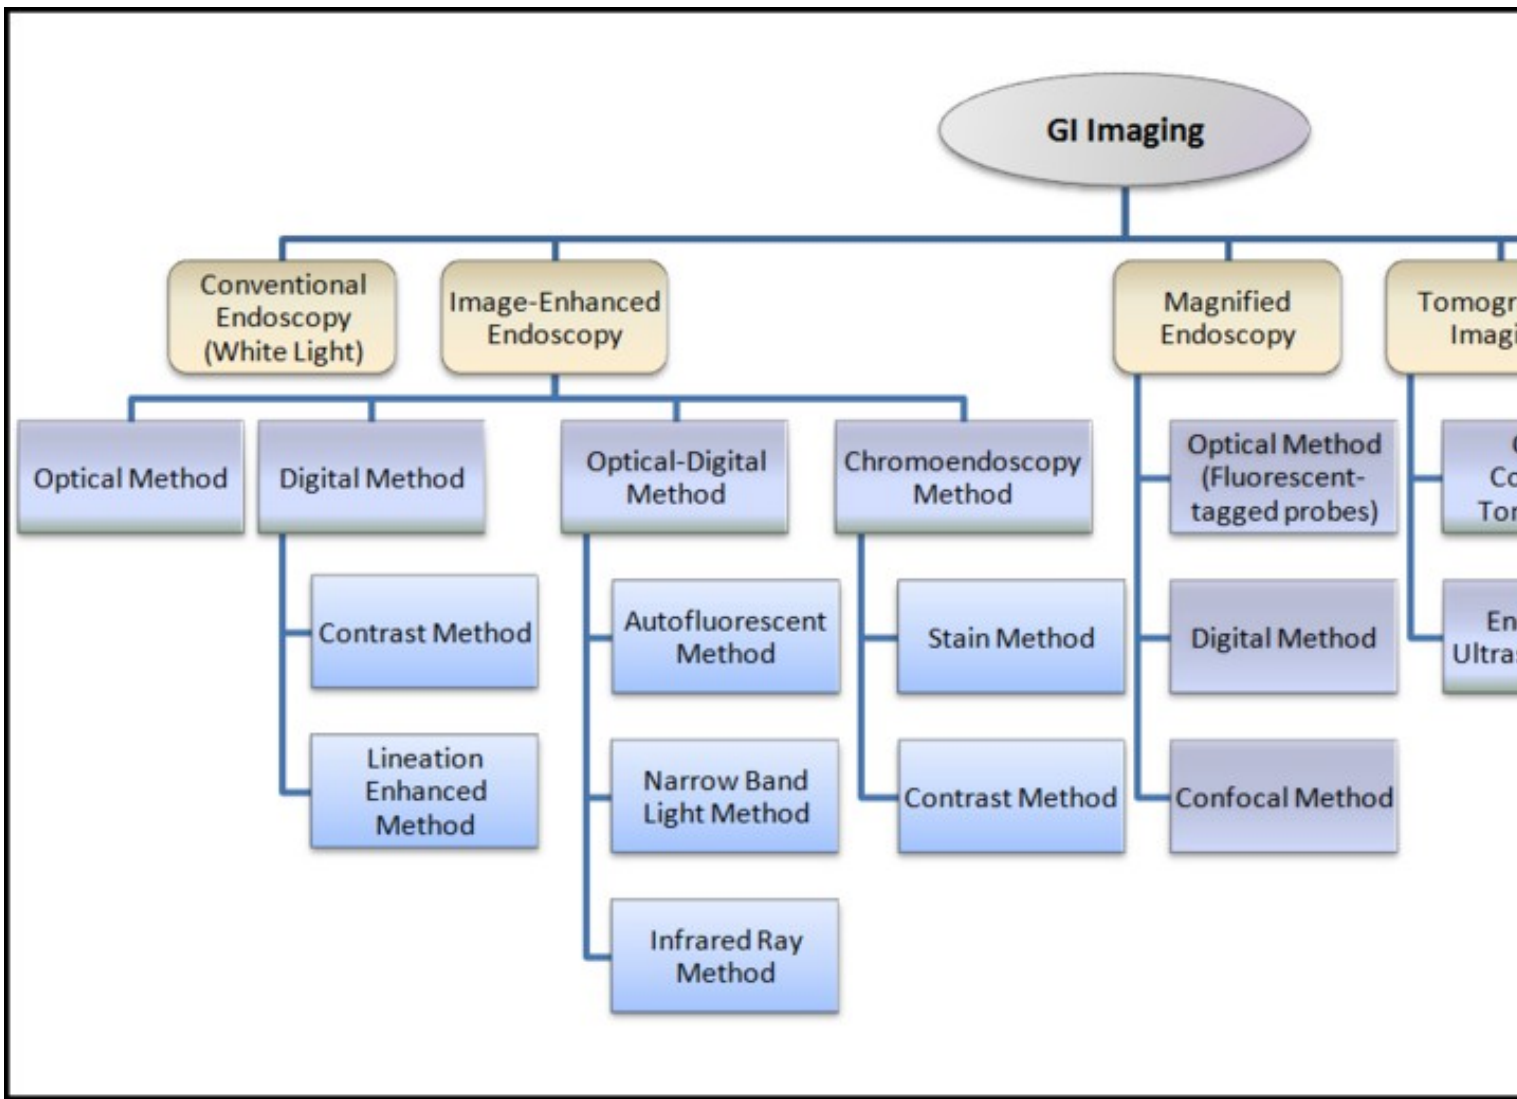 GI Imaging
Conventional
Endoscopy
(White Light)
Image-Enhanced
Endoscopy
Magnified
Endoscopy
Optical Method
Digital Method
Optical-Digital
Method
Chromoendoscopy
Method
Optical Method
(Fluorescent-
tagged probes)
Contrast Method
Autofluorescent
Method
Stain Method
Digital Method
Lineation
Enhanced
Method
Narrow Band
Light Method
Contrast Method
Confocal Method
Infrared Ray
Method